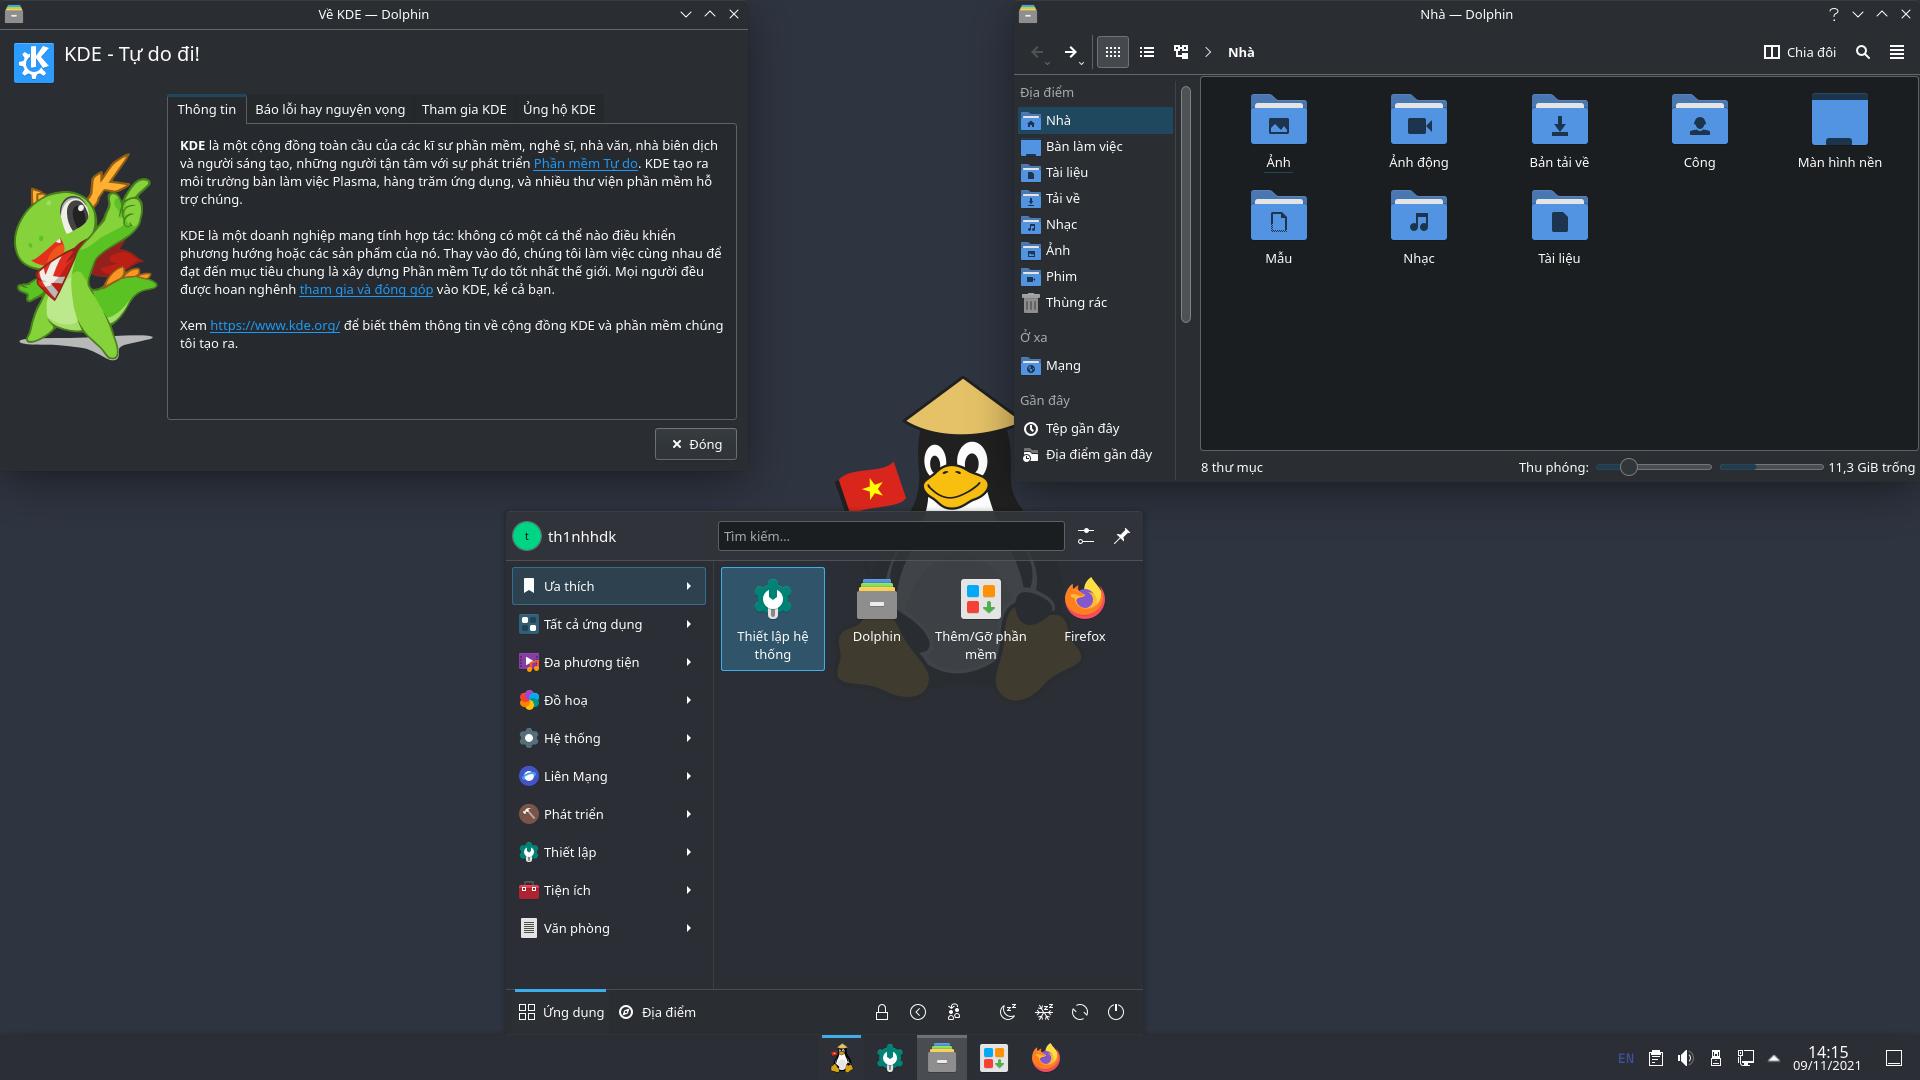 Về KDE — Dolphin
KDE - Tự do đi!
Thông tin
Báo lỗi hay nguyện vọng
Tham gia KDE
Ủng hộ KDE
KDE là một cộng đồng toàn cầu của các kĩ sư phần mềm, nghệ sĩ, nhà văn, nhà biên dịch
và người sáng tạo, những người tận tâm với sự phát triển Phần mềm Tự do. KDE tạo ra
môi trường bàn làm việc Plasma, hàng trăm ứng dụng, và nhiều thư viện phần mềm hỗ
trợ chúng.
KDE là một doanh nghiệp mang tính hợp tác: không có một cá thể nào điều khiển
phương hướng hoặc các sản phẩm của nó. Thay vào đó, chúng tôi làm việc cùng nhau để
đạt đến mục tiêu chung là xây dựng Phần mềm Tự do tốt nhất thế giới. Mọi người đều
được hoan nghênh tham gia và đóng góp vào KDE, kể cả bạn.
Xem https://www.kde.org/ để biết thêm thông tin về cộng đồng KDE và phần mềm chúng
tôi tạo ra.
Đóng
Nhà — Dolphin
Nhà
Chia đôi
Địa điểm
Nhà
Bàn làm việc
Tài liệu
Tải về
Nhạc
Ảnh
Phim
Thùng rác
Ở xa
Mạng
Gần đây
Tệp gần đây
Địa điểm gần đây
Ảnh
Ảnh động
Bản tải về
Công
Màn hình nền
Mẫu
Nhạc
Tài liệu
8 thư mục
Thu phóng:
11,3 GiB trống
t
th1nhhdk
Tìm kiếm...
Ưa thích
Tất cả ứng dụng
Đa phương tiện
Đồ hoạ
Hệ thống
Liên Mạng
Phát triển
Thiết lập
Tiện ích
Văn phòng
Thiết lập hệ
thống
Dolphin
Thêm/Gỡ phần
mềm
Firefox
Ứng dụng
Địa điểm
EN
14:15
09/11/2021